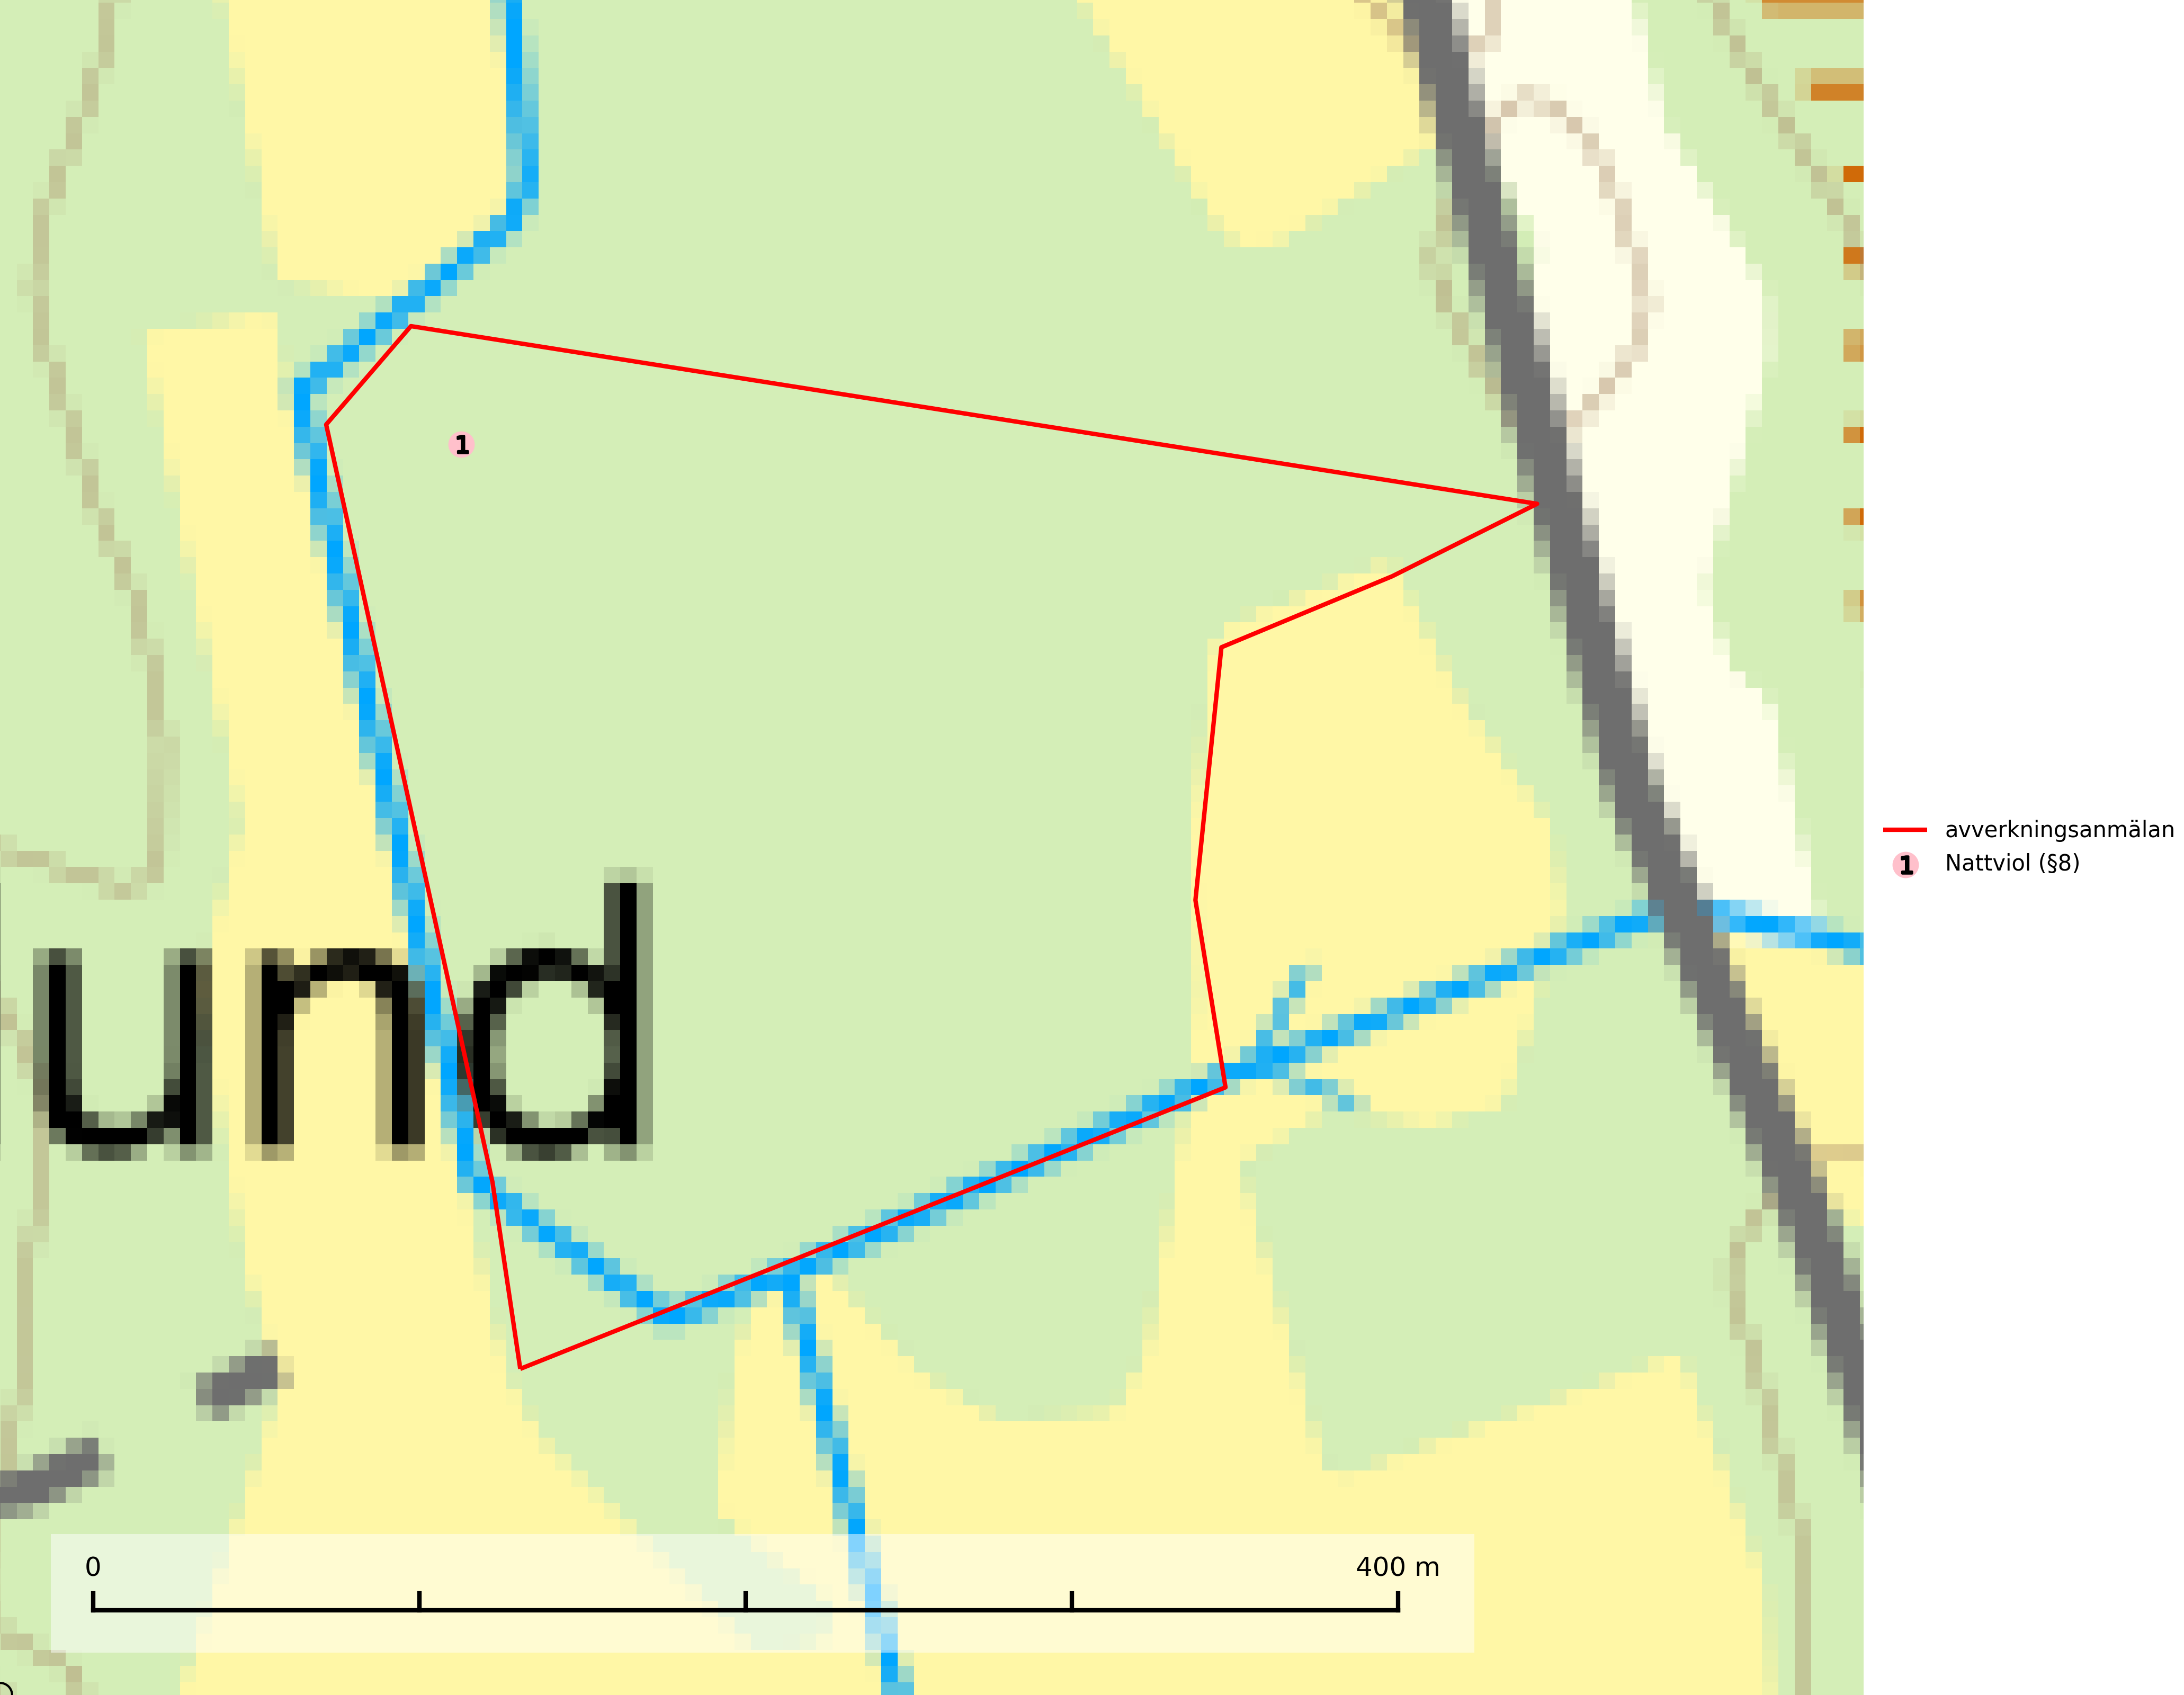 1
und
avverkningsanmälan
1 Nattviol (§8)
0 400 m